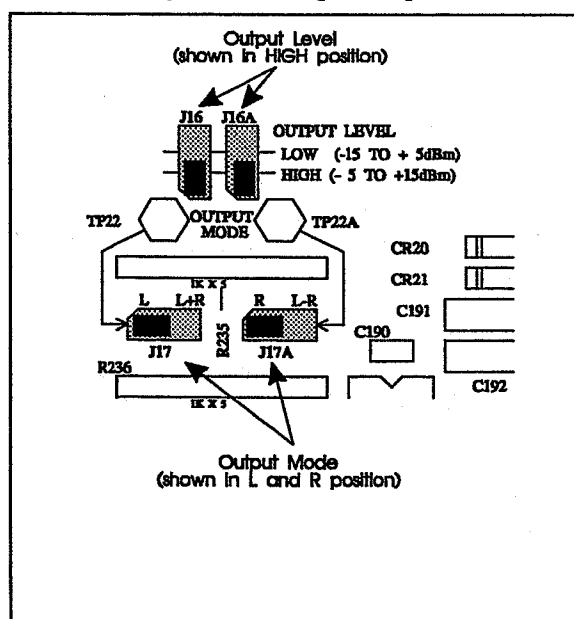 Output Level
(shown in HIGH position)
J16 J16A
OUTPUT LEVEL
LOW (-15 TO + 5dBm)
HIGH (- 5 TO +15dBm)
TP22
OUTPUT
MODE
TP22A
CR20
CR21
1K X 5
C191
L L+R
R L-R
R235
C190
J17
J17A
R236
C192
1K X 5
Output Mode
(shown in L and R position)